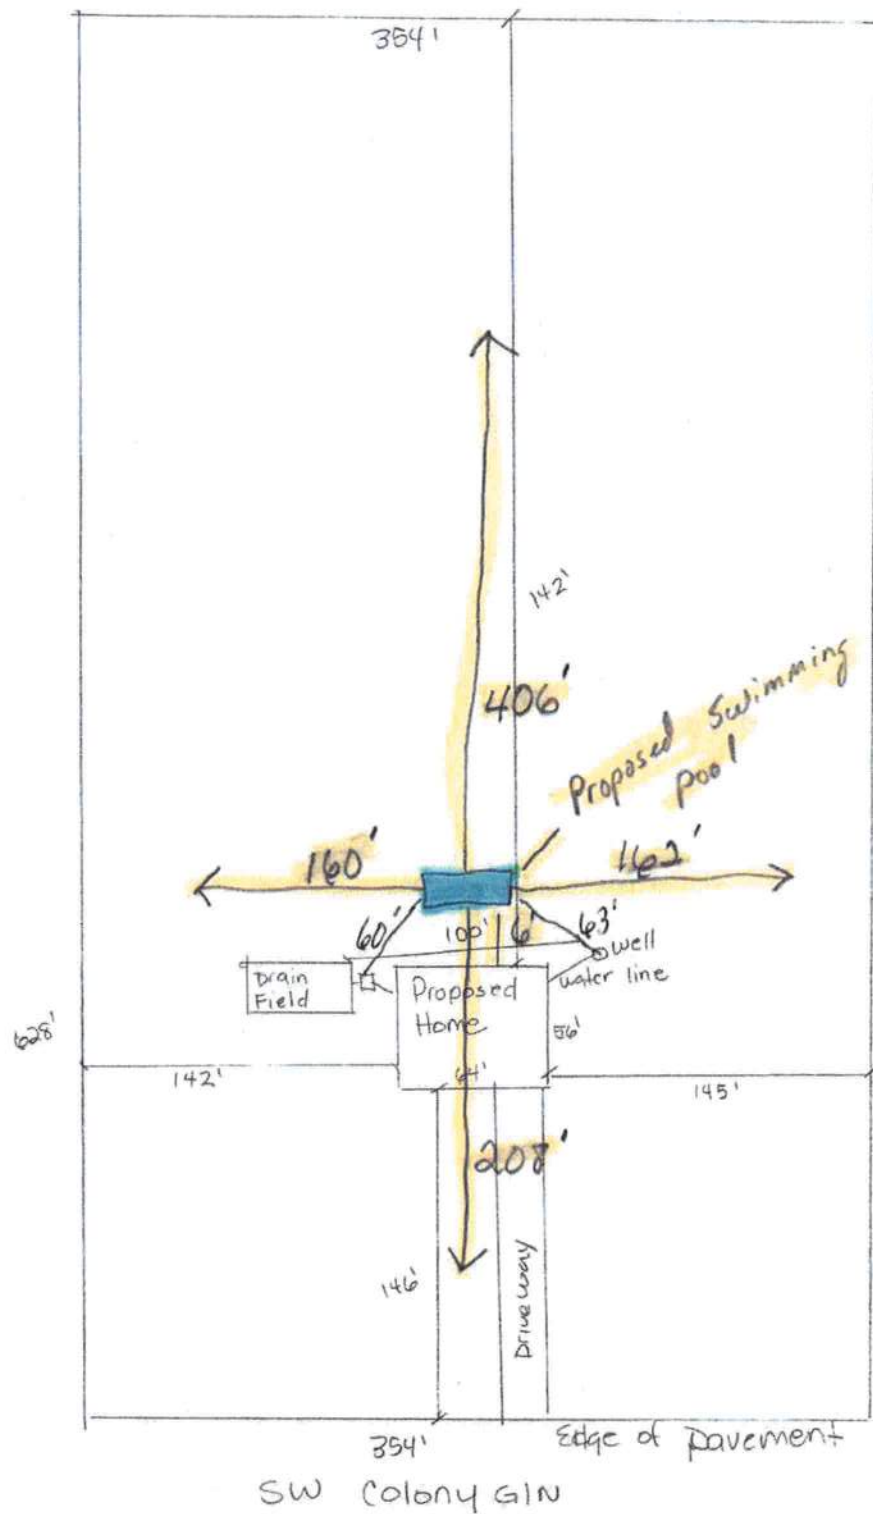 354'
142'
406'
Proposed Swimming
pool
160'
162'
60'
100'
6'
63'
well
water line
Drain
Field
Proposed
Home
56'
628'
142'
64'
145'
208'
146'
Driveway
354'
Edge of pavement
SW Colony GIN